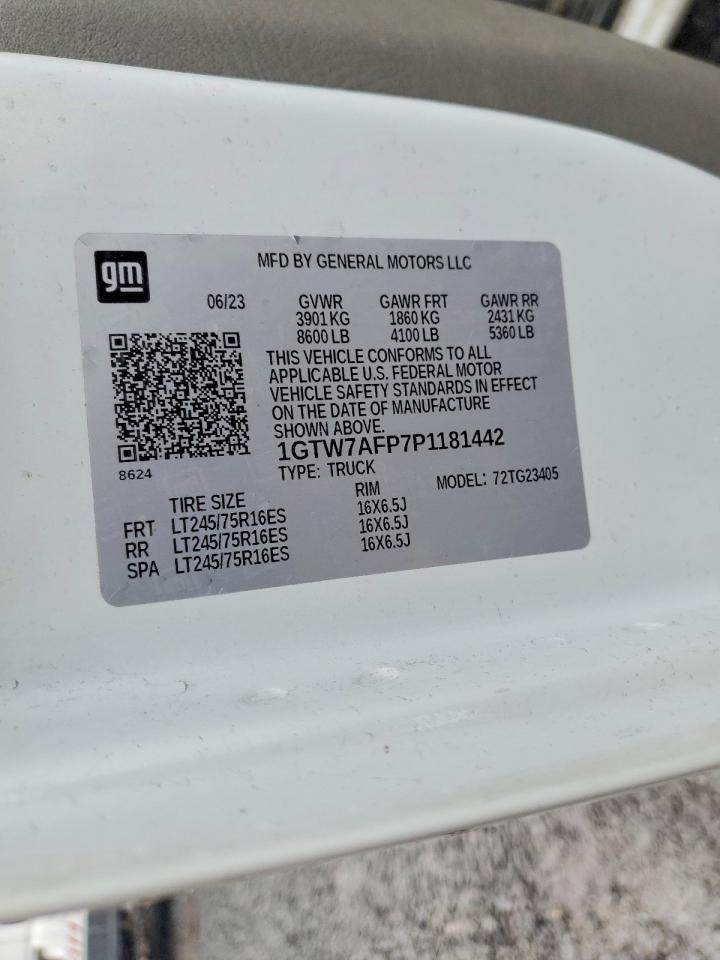 gm
MFD BY GENERAL MOTORS LLC
06/23 GVWR GAWR FRT GAWR RR
3901 KG 1860 KG 2431 KG
8600 LB 4100 LB 5360 LB
THIS VEHICLE CONFORMS TO ALL
APPLICABLE U.S. FEDERAL MOTOR
VEHICLE SAFETY STANDARDS IN EFFECT
ON THE DATE OF MANUFACTURE
SHOWN ABOVE.
1GTW7AFP7P1181442
8624
TYPE: TRUCK MODEL: 72TG23405
TIRE SIZE RIM
FRT LT245/75R16ES 16X6.5J
RR LT245/75R16ES 16X6.5J
SPA LT245/75R16ES 16X6.5J